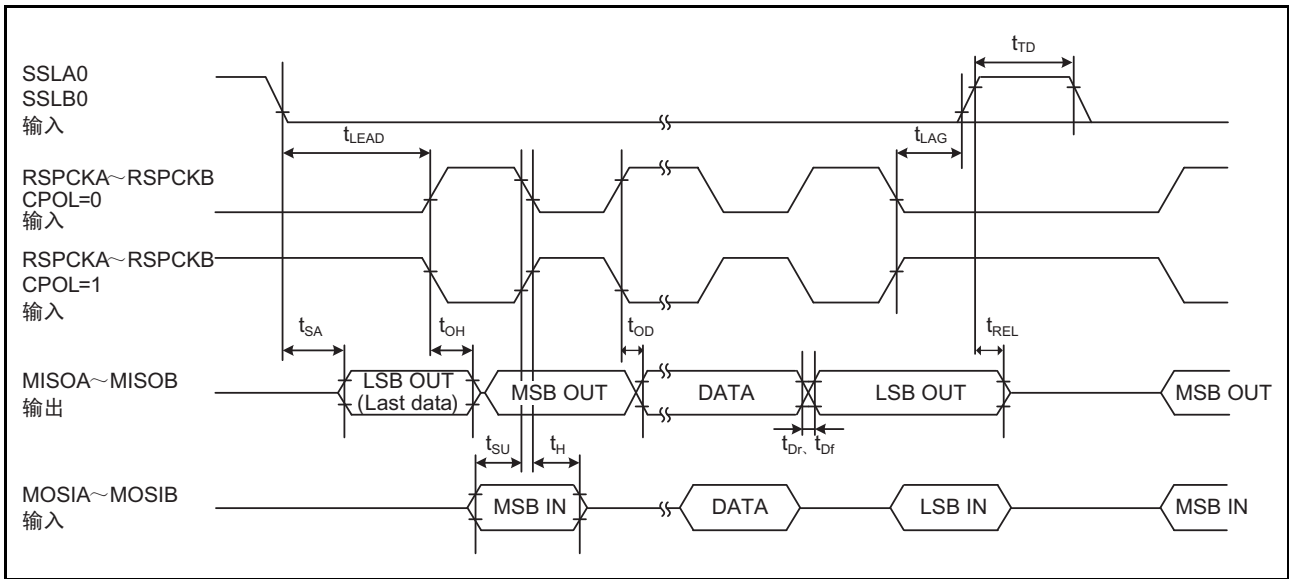 SSLA0
SSLB0
输入
tTD
tLEAD
tLAG
RSPCKA～RSPCKB
CPOL=0
输入
RSPCKA～RSPCKB
CPOL=1
输入
tSA
tOH
tOD
tREL
MISOA～MISOB
输出
LSB OUT
(Last data)
MSB OUT
DATA
LSB OUT
MSB OUT
tSU
tH
tDr、tDf
MOSIA～MOSIB
输入
MSB IN
DATA
LSB IN
MSB IN